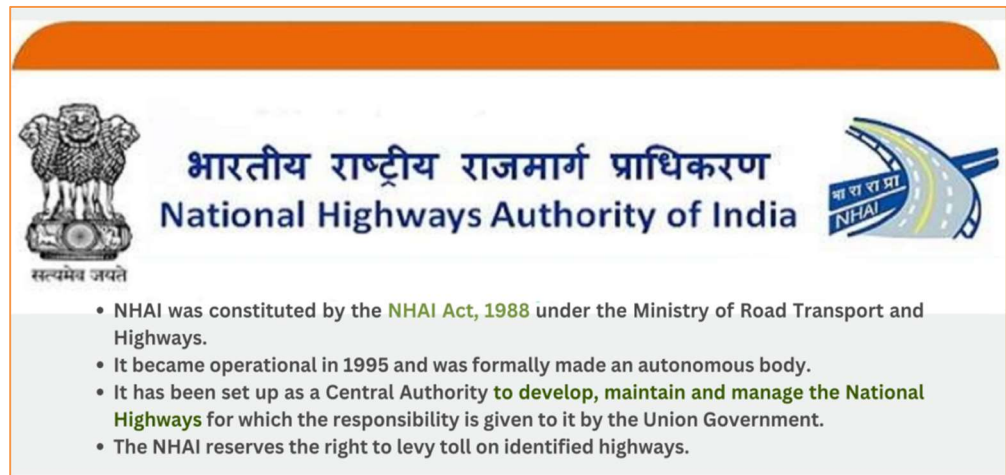 भारतीय राष्ट्रीय राजमार्ग प्राधिकरण
National Highways Authority of India
सत्यमेव जयते
भा रा रा प्रा
NHAI
• NHAI was constituted by the NHAI Act, 1988 under the Ministry of Road Transport and
Highways.
• It became operational in 1995 and was formally made an autonomous body.
• It has been set up as a Central Authority to develop, maintain and manage the National
Highways for which the responsibility is given to it by the Union Government.
• The NHAI reserves the right to levy toll on identified highways.